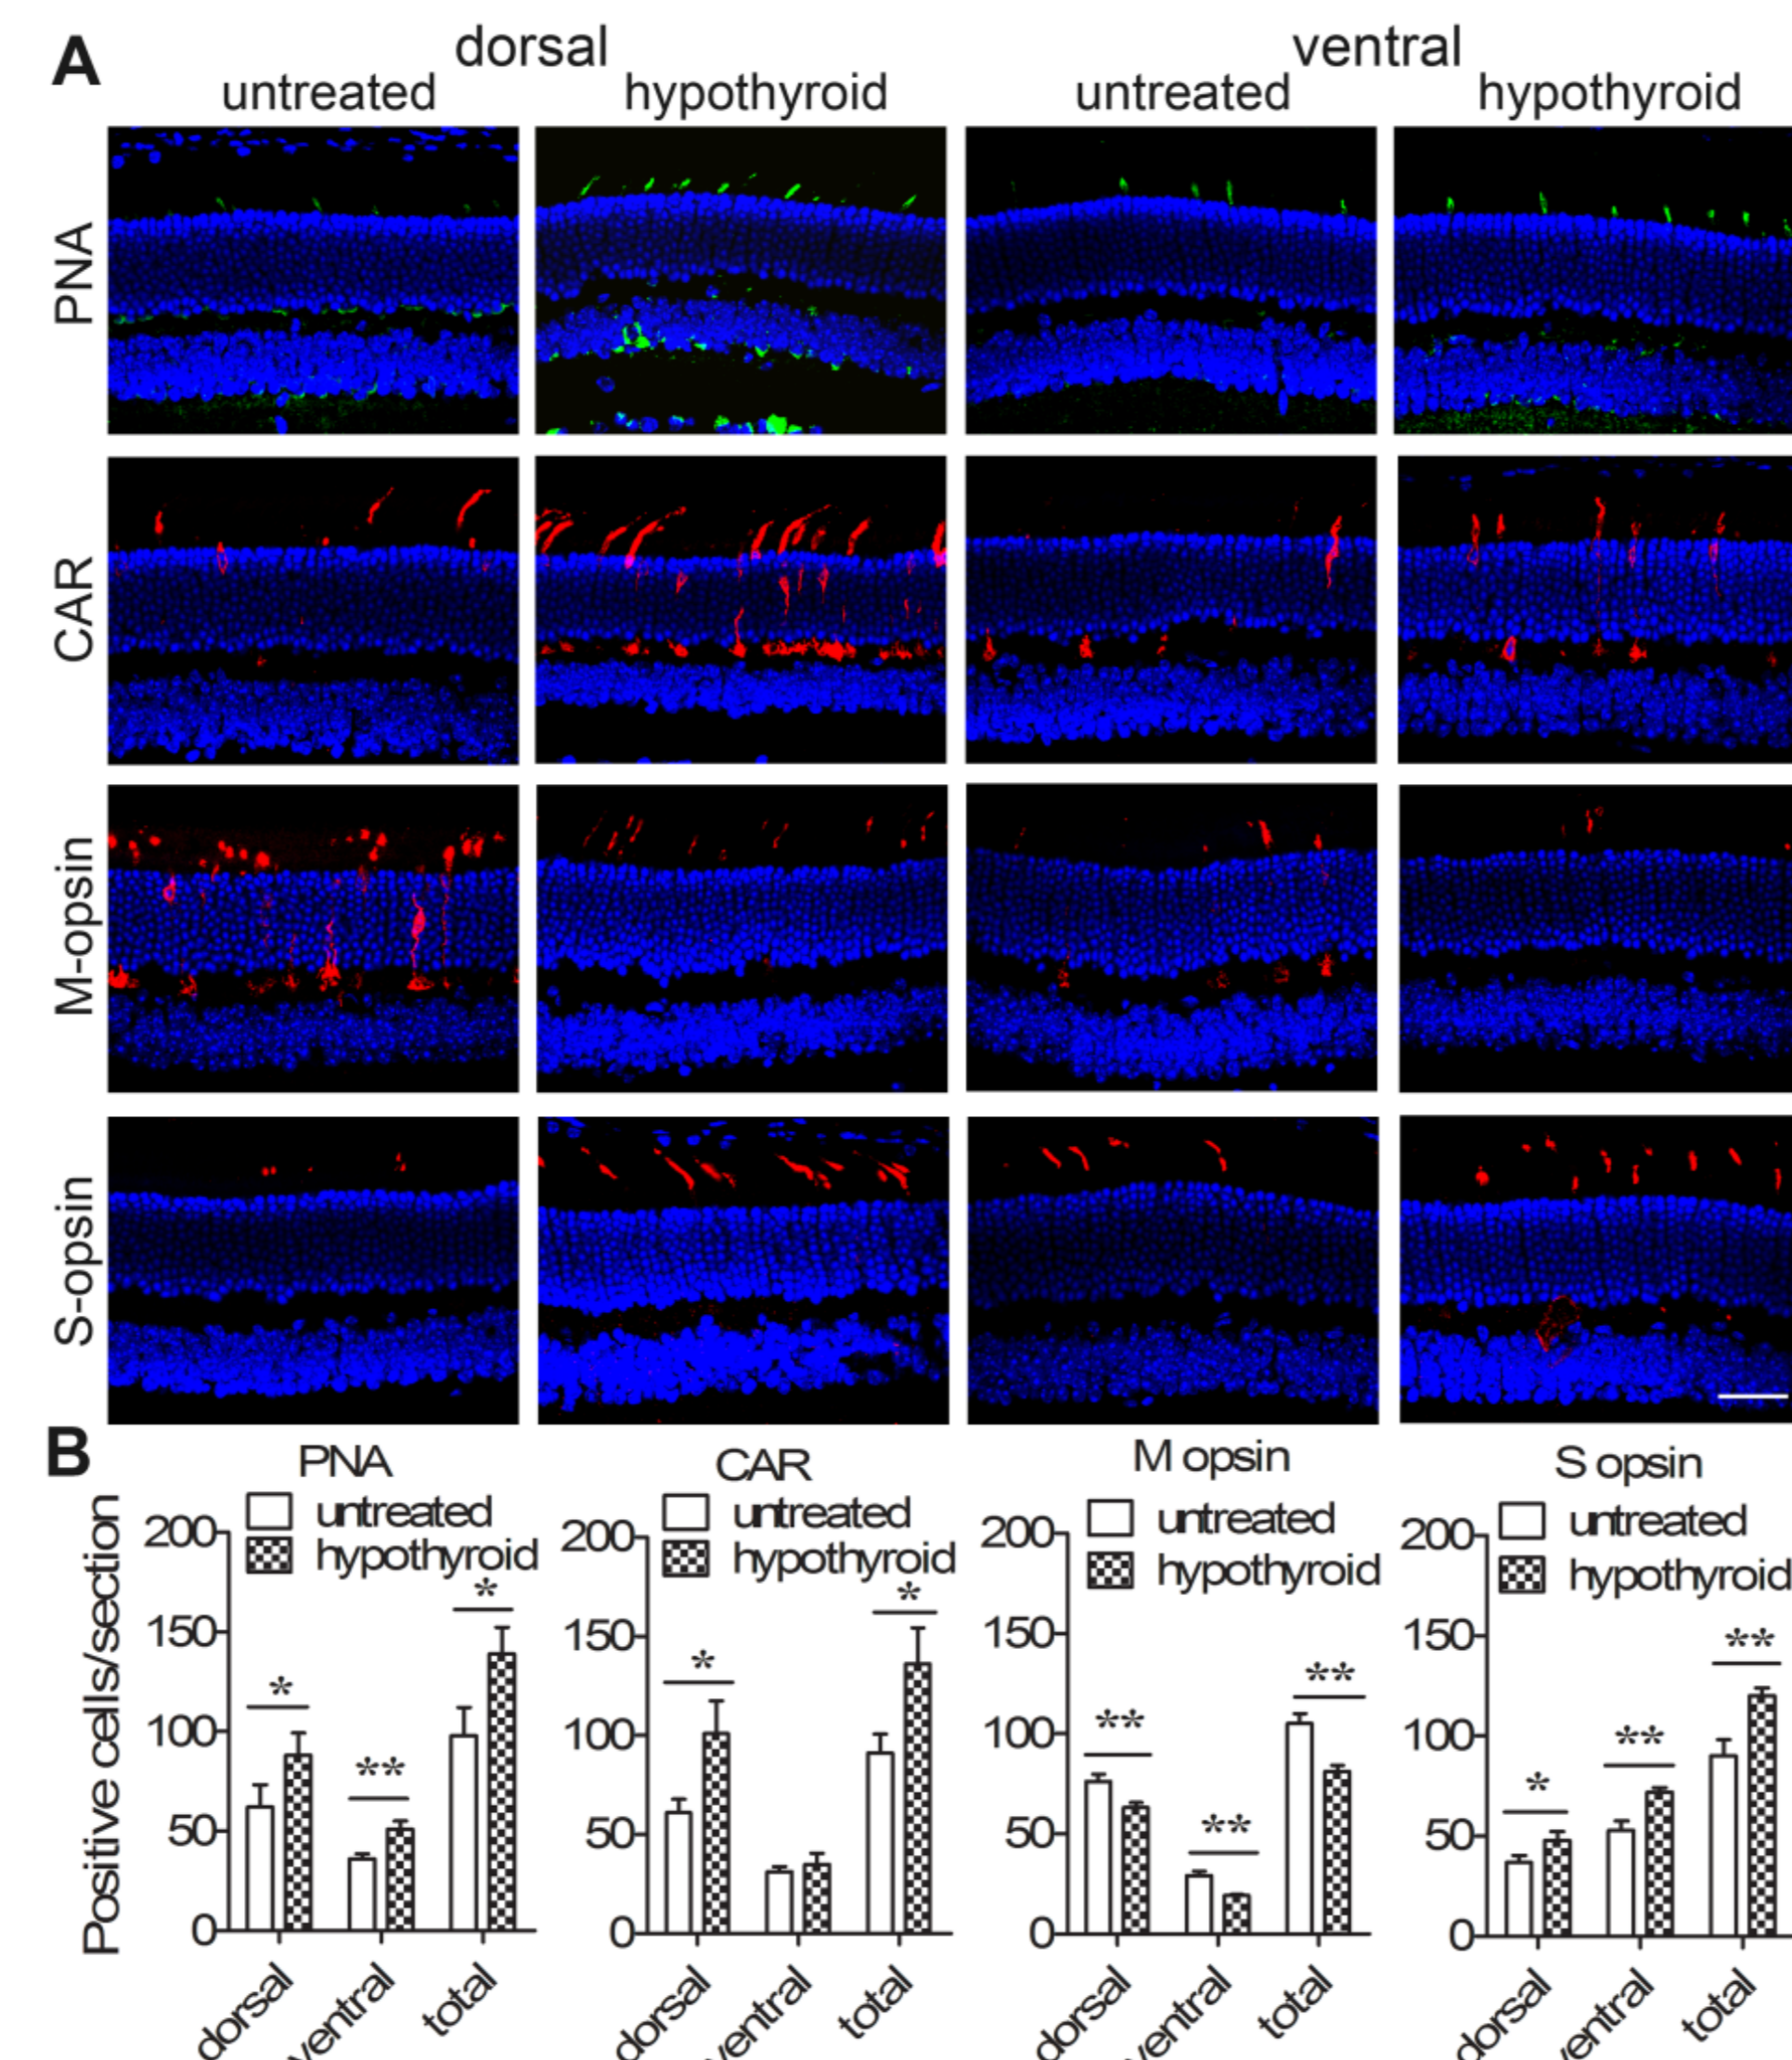 A
dorsal ventral
untreated hypothyroid untreated hypothyroid
PNA
CAR
M-opsin
S-opsin
B
Positive cells/section
PNA
untreated
hypothyroid
200
150
100
50
0
* ** *
dorsal ventral total
CAR
untreated
hypothyroid
200
150
100
50
0
* *
dorsal ventral total
M opsin
untreated
hypothyroid
200
150
100
50
0
** ** **
dorsal ventral total
S opsin
untreated
hypothyroid
200
150
100
50
0
* ** **
dorsal ventral total